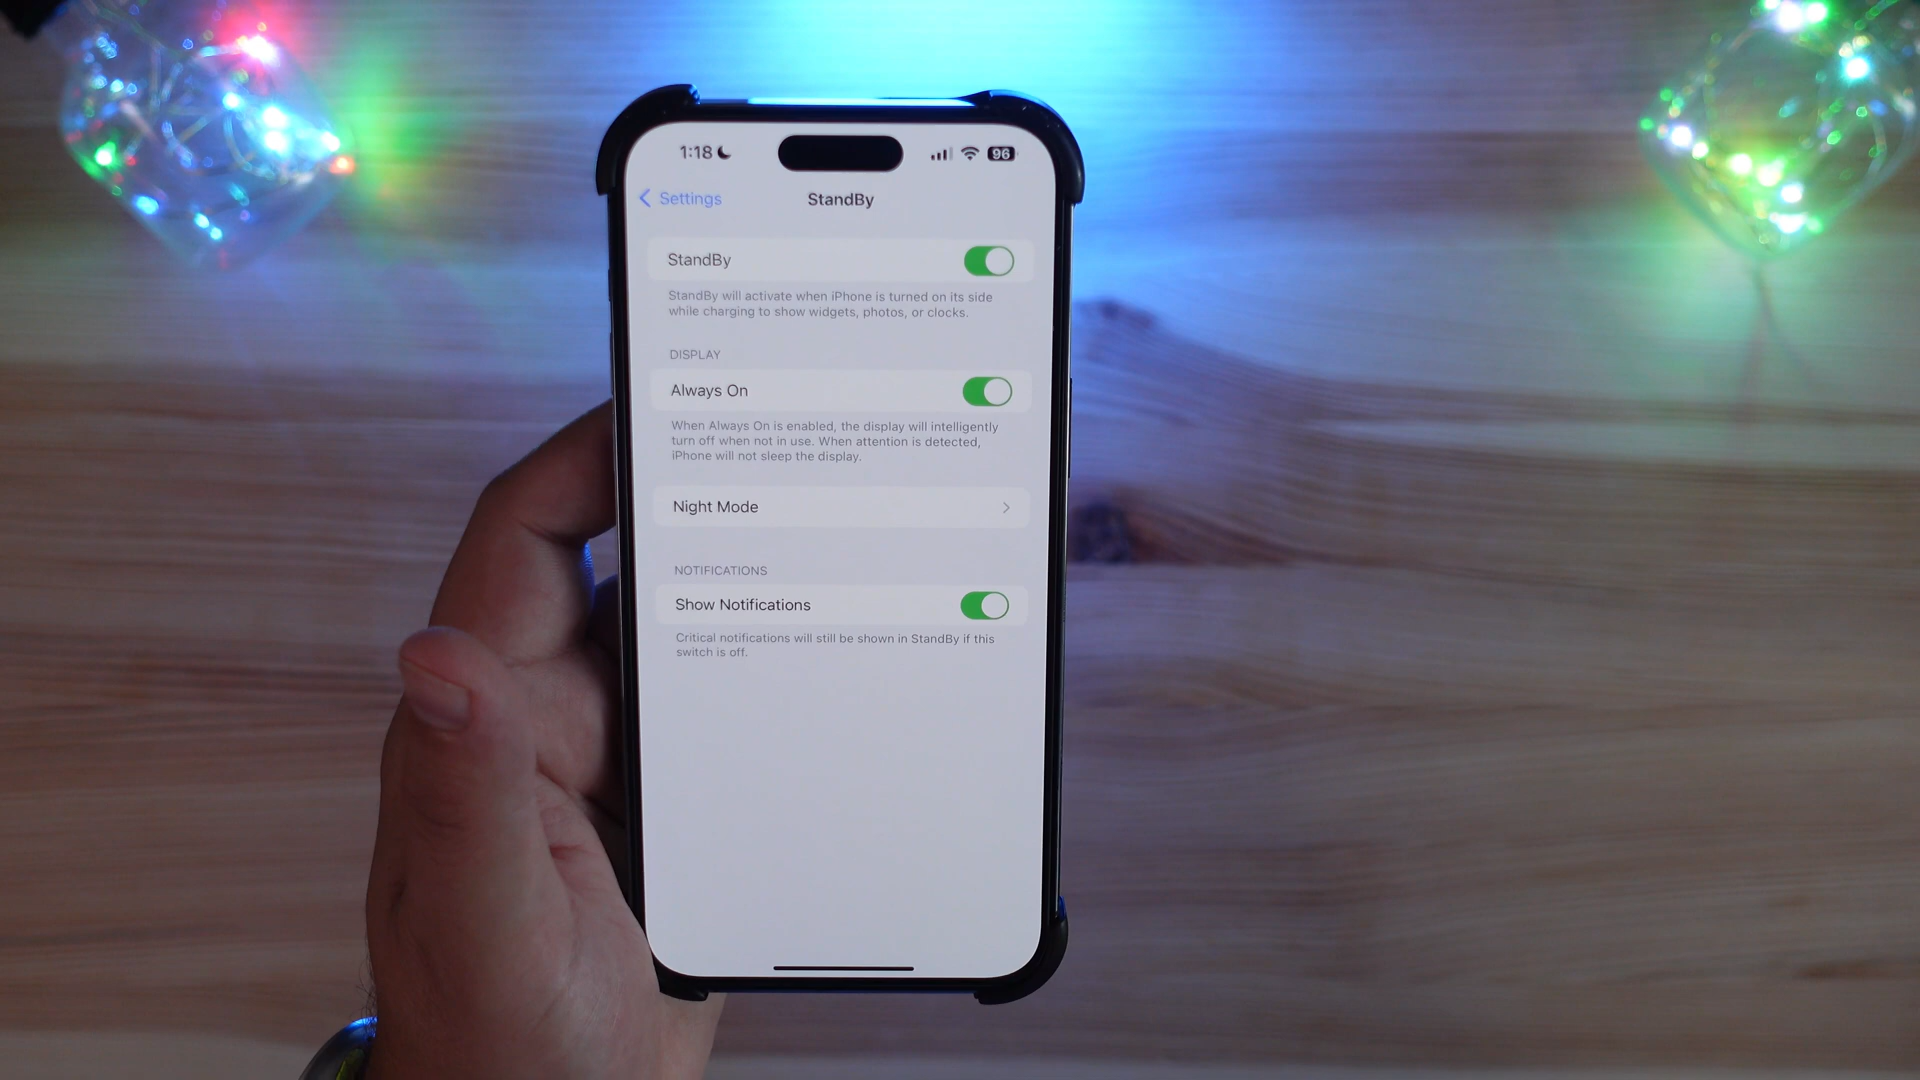 1:18
96
Settings
StandBy
StandBy
StandBy will activate when iPhone is turned on its side
while charging to show widgets, photos, or clocks.
DISPLAY
Always On
When Always On is enabled, the display will intelligently
turn off when not in use. When attention is detected,
iPhone will not sleep the display.
Night Mode
NOTIFICATIONS
Show Notifications
Critical notifications will still be shown in StandBy if this
switch is off.